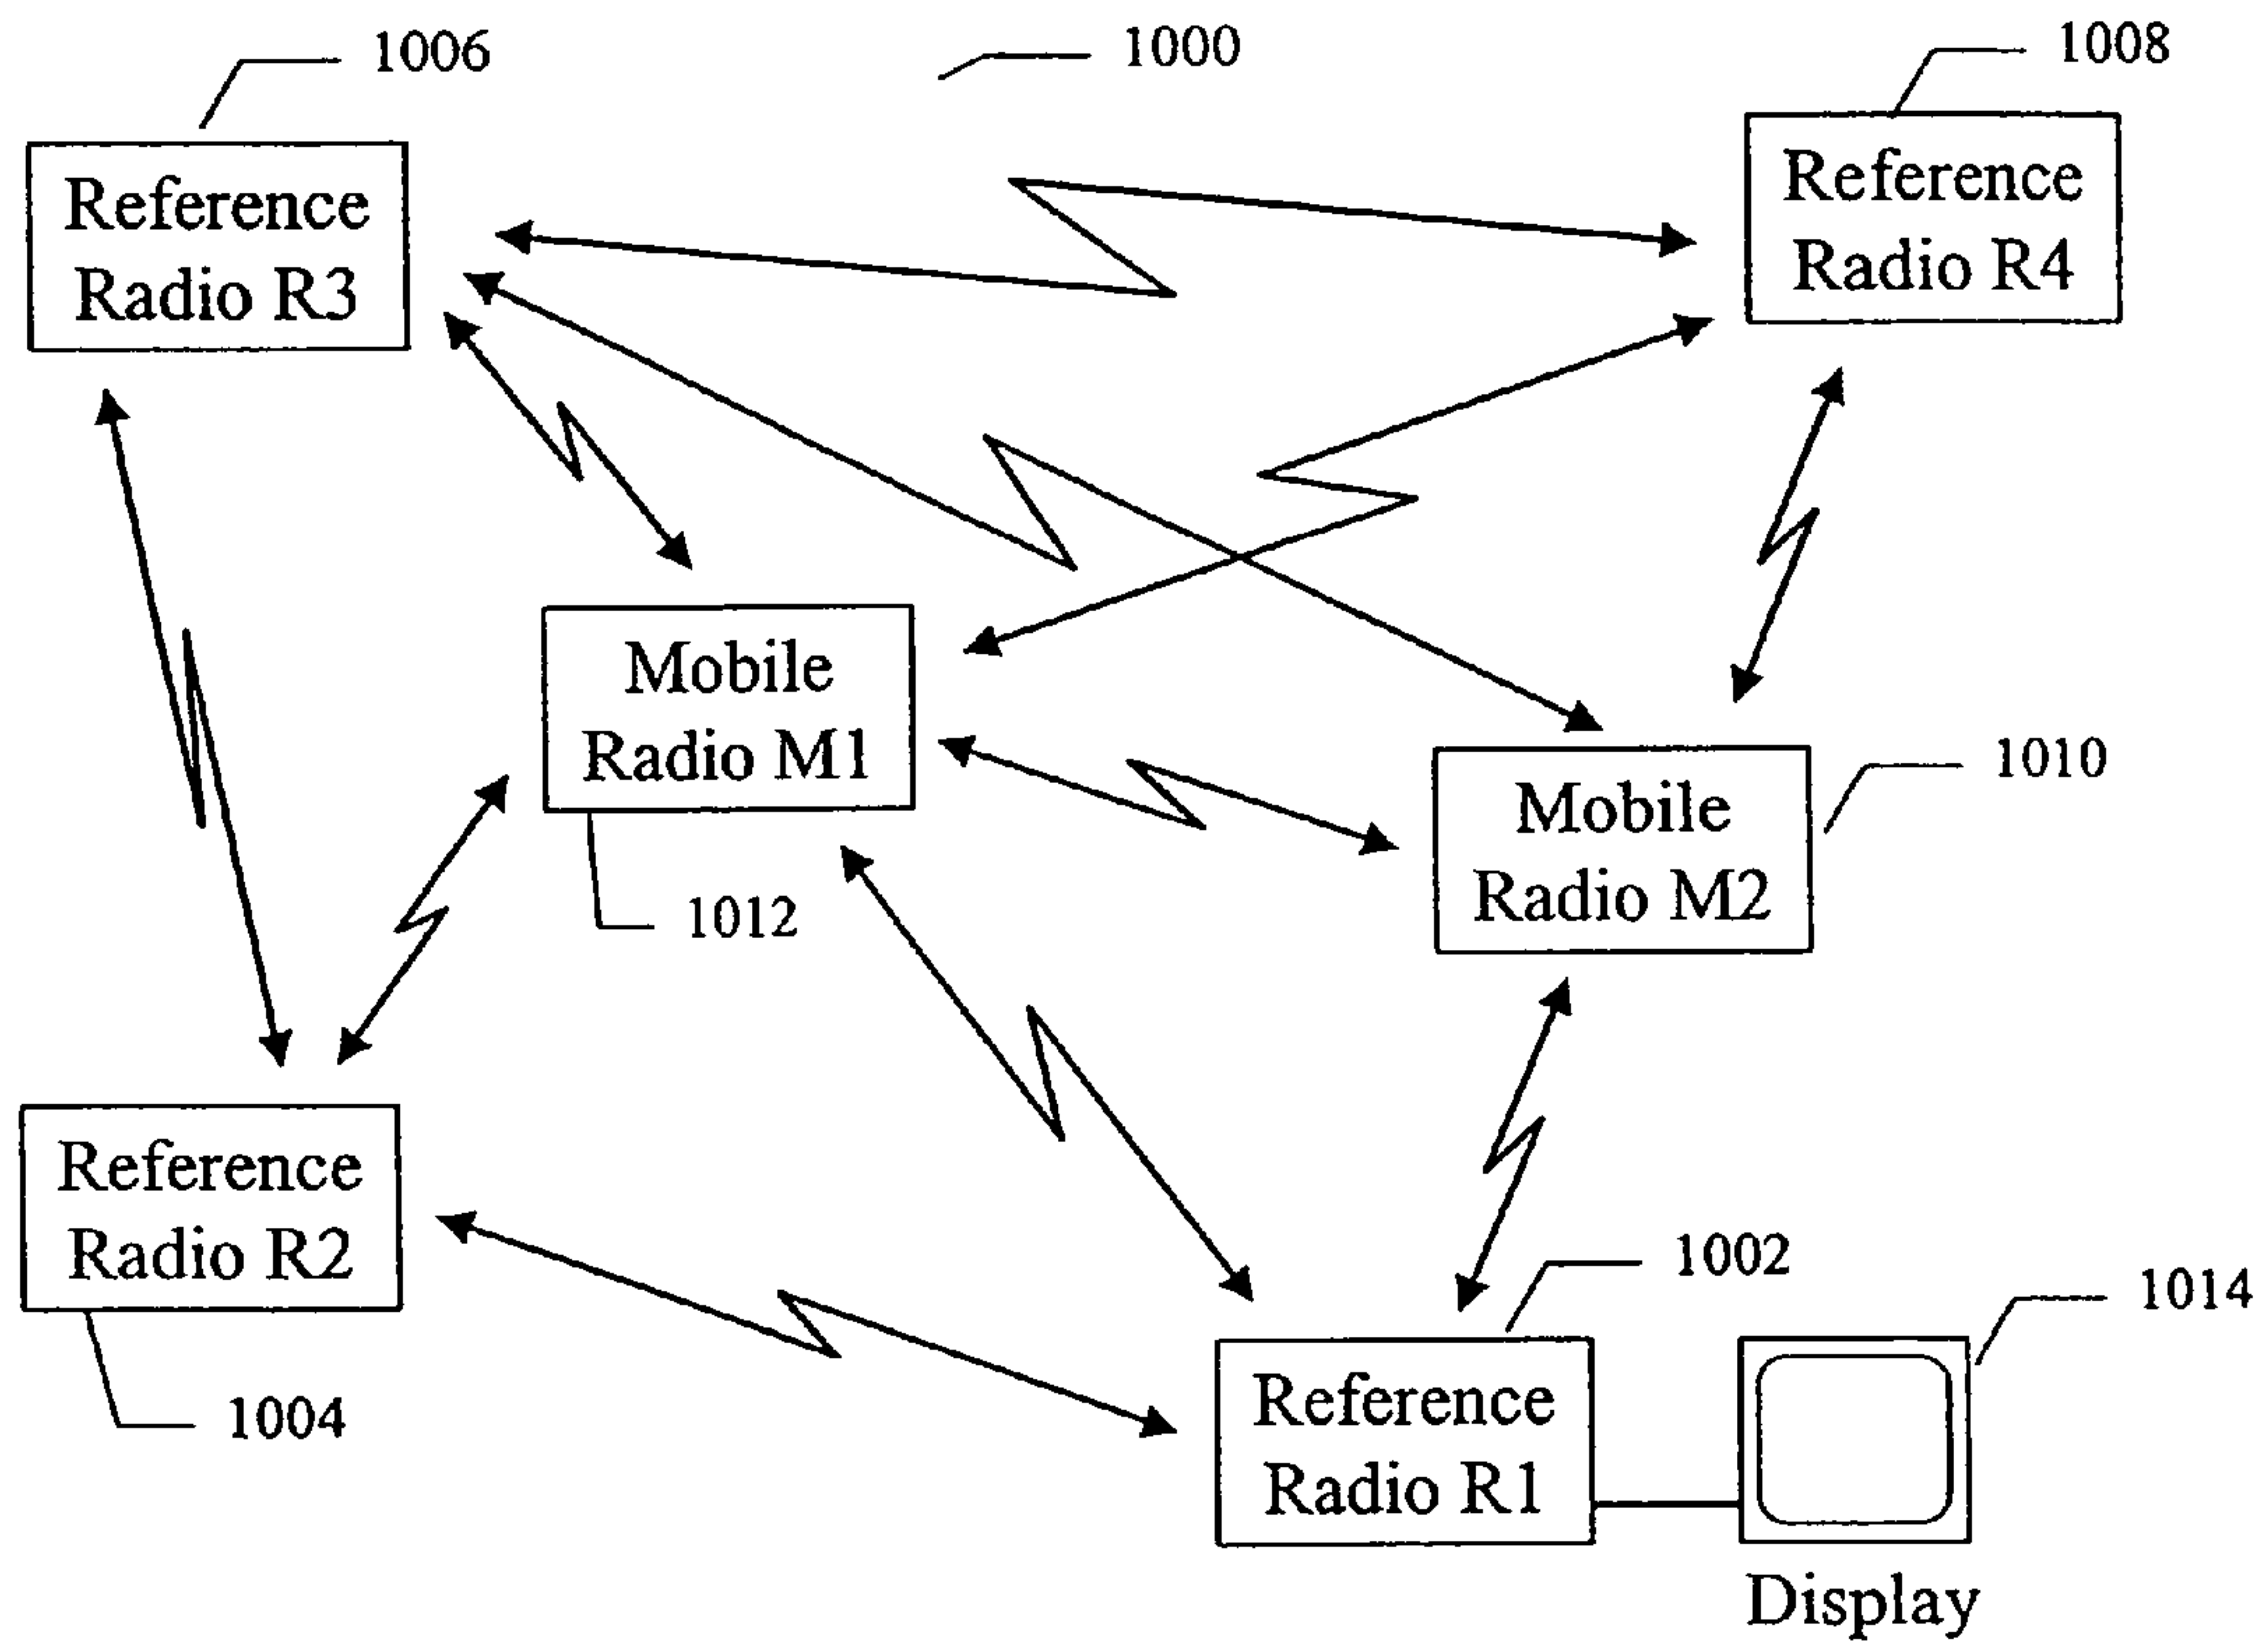 1006
1000
1008
Reference
Radio R3
Reference
Radio R4
Mobile
Radio M1
1012
Mobile
Radio M2
1010
Reference
Radio R2
1004
Reference
Radio R1
1002
1014
Display